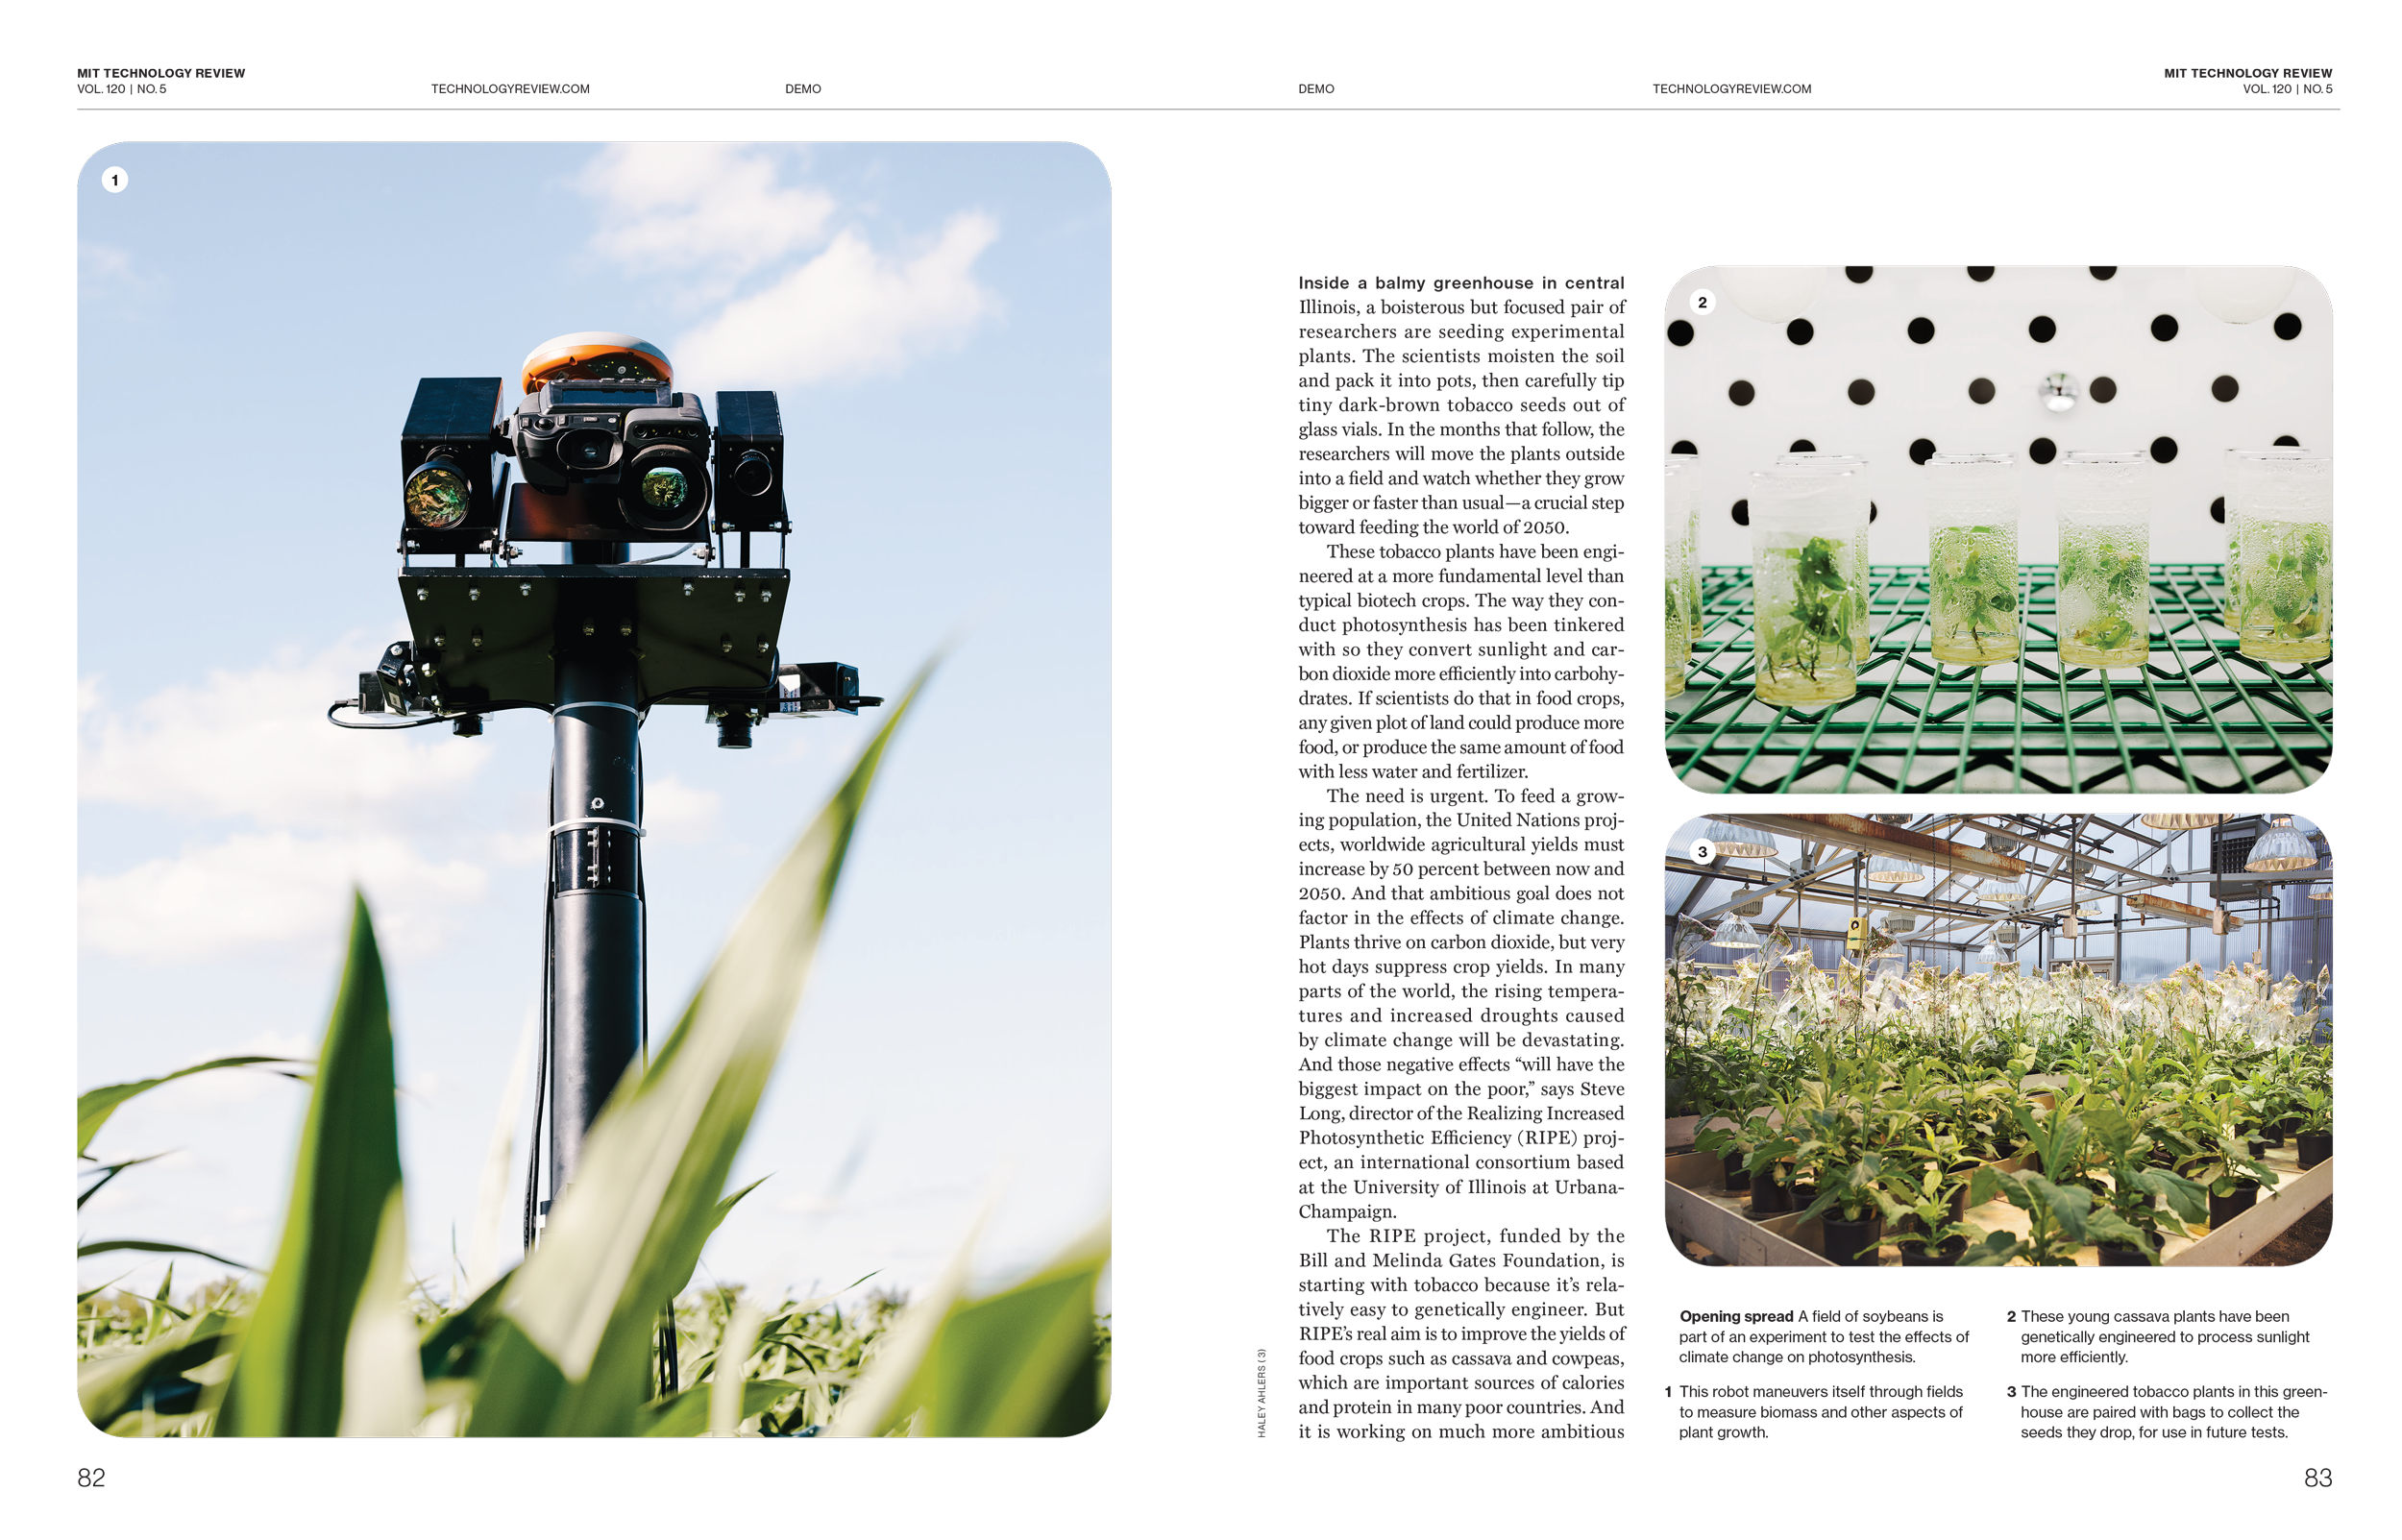 MIT TECHNOLOGY REVIEW
VOL. 120 | NO. 5
TECHNOLOGYREVIEW.COM
DEMO
DEMO
TECHNOLOGYREVIEW.COM
MIT TECHNOLOGY REVIEW
VOL. 120 | NO. 5
1
Inside a balmy greenhouse in central
Illinois, a boisterous but focused pair of
researchers are seeding experimental
plants. The scientists moisten the soil
and pack it into pots, then carefully tip
tiny dark-brown tobacco seeds out of
glass vials. In the months that follow, the
researchers will move the plants outside
into a field and watch whether they grow
bigger or faster than usual—a crucial step
toward feeding the world of 2050.
These tobacco plants have been engi-
neered at a more fundamental level than
typical biotech crops. The way they con-
duct photosynthesis has been tinkered
with so they convert sunlight and car-
bon dioxide more efficiently into carbohy-
drates. If scientists do that in food crops,
any given plot of land could produce more
food, or produce the same amount of food
with less water and fertilizer.
The need is urgent. To feed a grow-
ing population, the United Nations proj-
ects, worldwide agricultural yields must
increase by 50 percent between now and
2050. And that ambitious goal does not
factor in the effects of climate change.
Plants thrive on carbon dioxide, but very
hot days suppress crop yields. In many
parts of the world, the rising tempera-
tures and increased droughts caused
by climate change will be devastating.
And those negative effects “will have the
biggest impact on the poor,” says Steve
Long, director of the Realizing Increased
Photosynthetic Efficiency (RIPE) proj-
ect, an international consortium based
at the University of Illinois at Urbana-
Champaign.
The RIPE project, funded by the
Bill and Melinda Gates Foundation, is
starting with tobacco because it’s rela-
tively easy to genetically engineer. But
RIPE’s real aim is to improve the yields of
food crops such as cassava and cowpeas,
which are important sources of calories
and protein in many poor countries. And
it is working on much more ambitious
2
3
Opening spread A field of soybeans is
part of an experiment to test the effects of
climate change on photosynthesis.
1 This robot maneuvers itself through fields
to measure biomass and other aspects of
plant growth.
2 These young cassava plants have been
genetically engineered to process sunlight
more efficiently.
3 The engineered tobacco plants in this green-
house are paired with bags to collect the
seeds they drop, for use in future tests.
HALEY AHLERS (3)
82
83